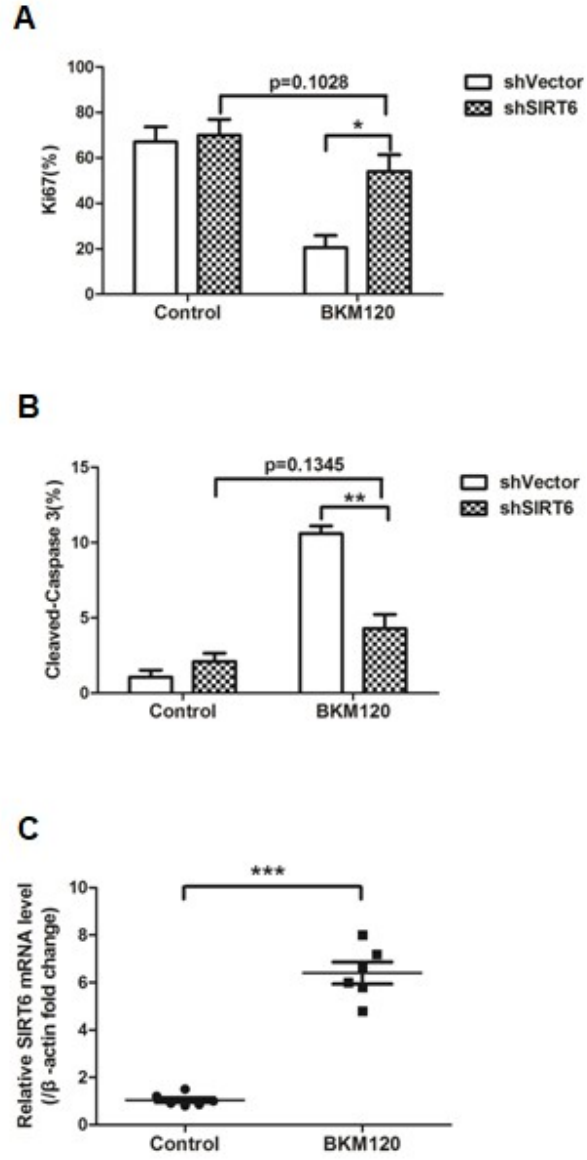 A
100
80
60
40
20
0
Ki67(%)
p=0.1028
*
shVector
shSIRT6
Control
BKM120
B
15
10
5
0
Cleaved-Caspase 3(%)
p=0.1345
**
shVector
shSIRT6
Control
BKM120
C
10
8
6
4
2
0
Relative SIRT6 mRNA level
(/β -actin fold change)
***
Control
BKM120